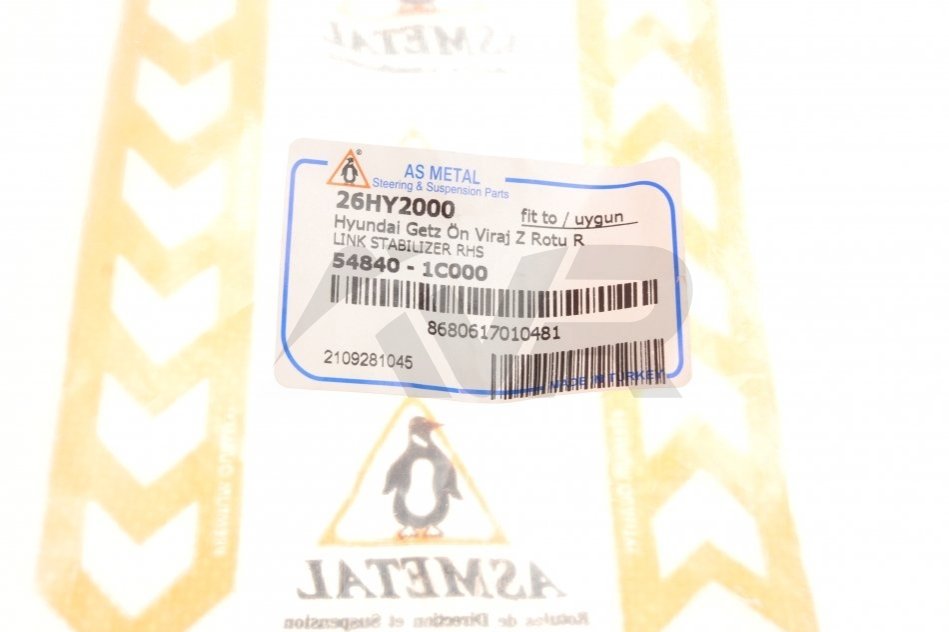 ASMETAL
AS METAL
Steering & Suspension Parts
26HY2000 fit to / uygun
Hyundai Getz Ön Viraj Z Rotu R
LINK STABILIZER RHS
54840 - 1C000
8680617010481
2109281045
MADE IN TURKEY
AYR
ASMETAL
Rotules de Direction et Suspension